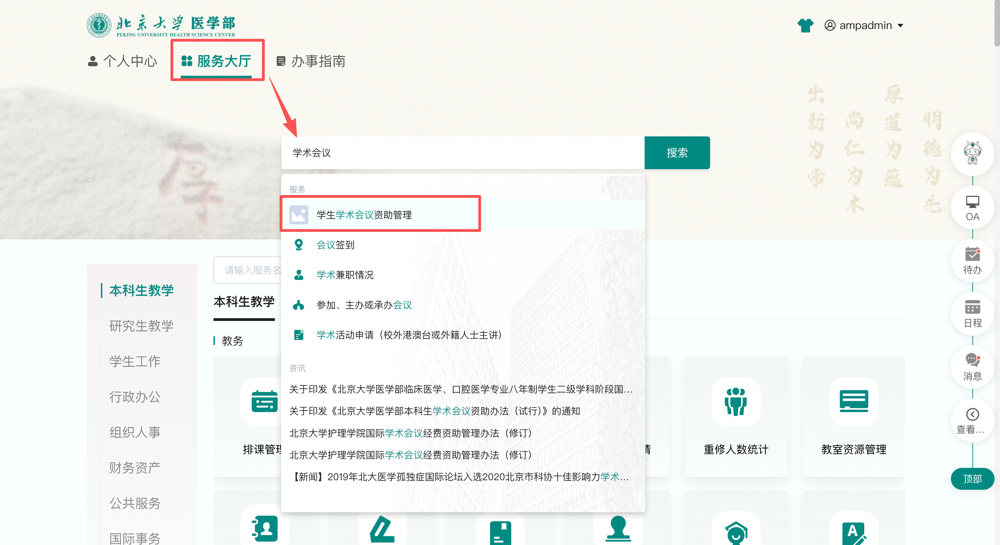 北京大学医学部
PEKING UNIVERSITY HEALTH SCIENCE CENTER
ampadmin
个人中心
服务大厅
办事指南
明德为先
厚道为蕴
尚仁为本
出新为常
厚
学术会议
搜索
服务
学生学术会议资助管理
会议签到
学术兼职情况
参加、主办或承办会议
学术活动申请（校外港澳台或外籍人士主讲）
资讯
关于印发《北京大学医学部临床医学、口腔医学专业八年制学生二级学科阶段国...
关于印发《北京大学医学部本科生学术会议资助办法（试行）》的通知
北京大学护理学院国际学术会议经费资助管理办法（修订）
北京大学护理学院国际学术会议经费资助管理办法（修订）
【新闻】2019年北大医学孤独症国际论坛入选2020北京市科协十佳影响力学术...
本科生教学
研究生教学
学生工作
行政办公
组织人事
财务资产
公共服务
国际事务
请输入服务名
本科生教学
教务
排课管理
重修人数统计
教室资源管理
OA
待办
日程
消息
查看...
顶部